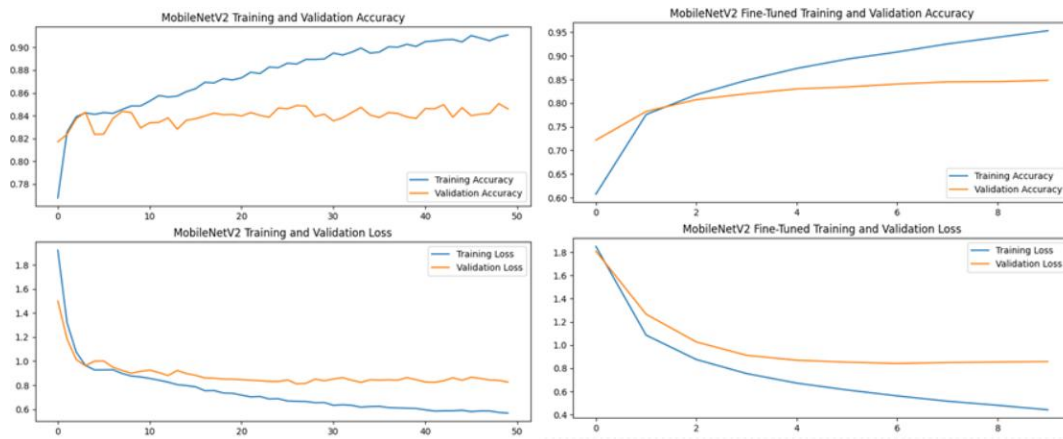 MobileNetV2 Training and Validation Accuracy
0.90
0.88
0.86
0.84
0.82
0.80
0.78
Training Accuracy
Validation Accuracy
0 10 20 30 40 50
MobileNetV2 Fine-Tuned Training and Validation Accuracy
0.95
0.90
0.85
0.80
0.75
0.70
0.65
0.60
Training Accuracy
Validation Accuracy
0 2 4 6 8
MobileNetV2 Training and Validation Loss
Training Loss
Validation Loss
1.8
1.6
1.4
1.2
1.0
0.8
0.6
0 10 20 30 40 50
MobileNetV2 Fine-Tuned Training and Validation Loss
Training Loss
Validation Loss
1.8
1.6
1.4
1.2
1.0
0.8
0.6
0.4
0 2 4 6 8